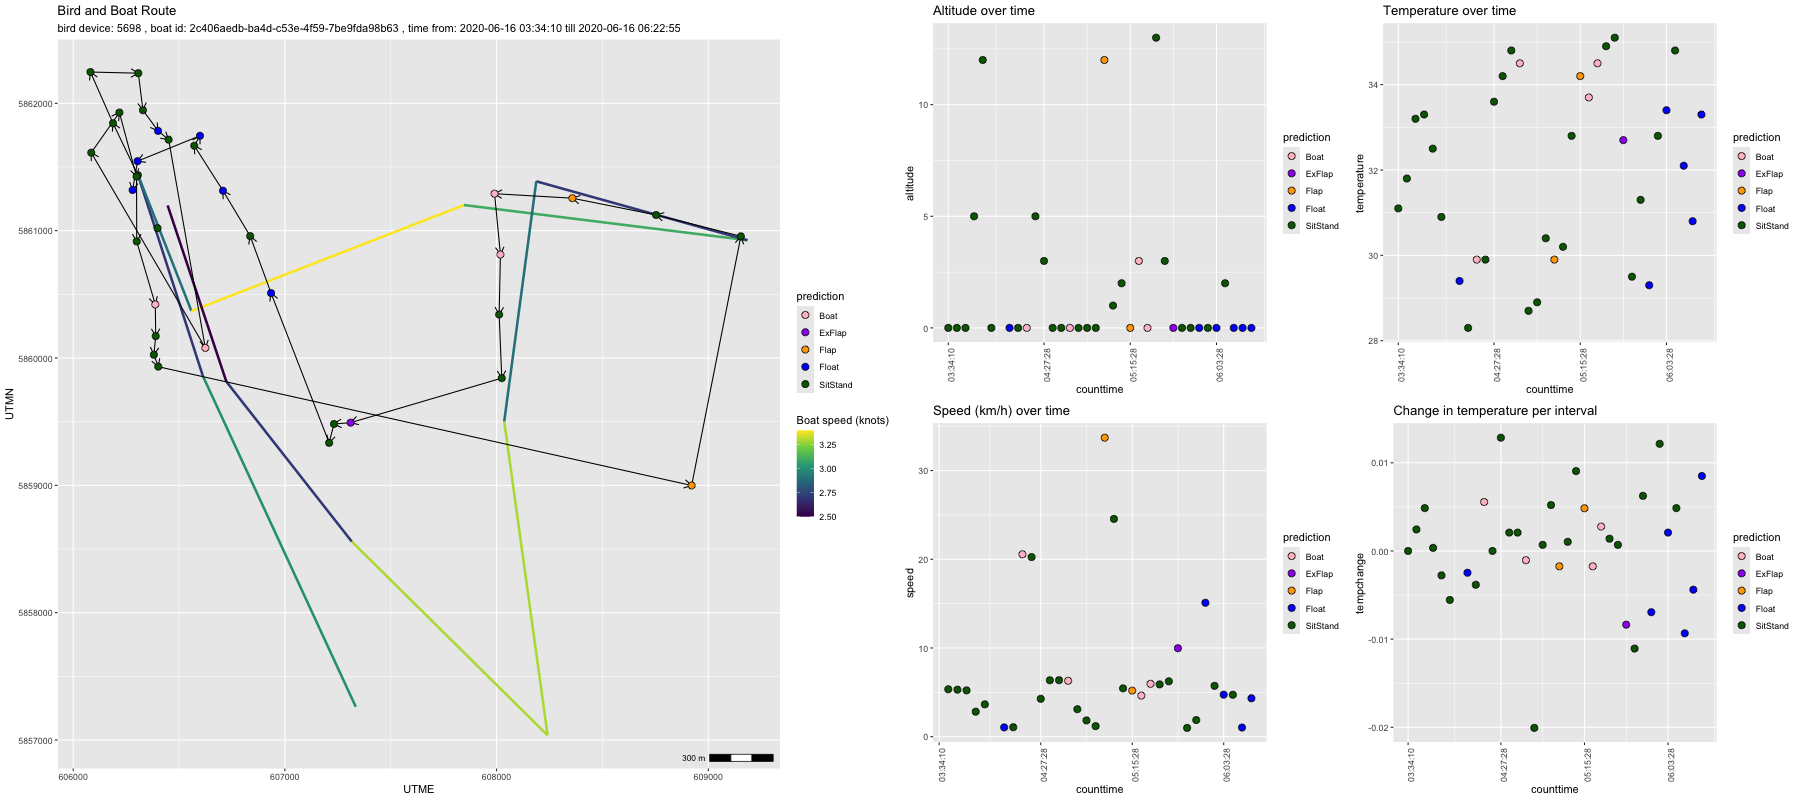 Bird and Boat Route
bird device: 5698 , boat id: 2c406aedb-ba4d-c53e-4f59-7be9fda98b63 , time from: 2020-06-16 03:34:10 till 2020-06-16 06:22:55
5862000
5861000
5860000
5859000
5858000
5857000
UTMN
606000
607000
608000
609000
UTME
300 m
prediction
Boat
ExFlap
Flap
Float
SitStand
Boat speed (knots)
3.25
3.00
2.75
2.50
Altitude over time
10
5
0
altitude
03:34:10
04:27:28
05:15:28
06:03:28
counttime
prediction
Boat
ExFlap
Flap
Float
SitStand
Temperature over time
34
32
30
28
temperature
03:34:10
04:27:28
05:15:28
06:03:28
counttime
prediction
Boat
ExFlap
Flap
Float
SitStand
Speed (km/h) over time
30
20
10
0
speed
03:34:10
04:27:28
05:15:28
06:03:28
counttime
prediction
Boat
ExFlap
Flap
Float
SitStand
Change in temperature per interval
0.01
0.00
-0.01
-0.02
tempchange
03:34:10
04:27:28
05:15:28
06:03:28
counttime
prediction
Boat
ExFlap
Flap
Float
SitStand